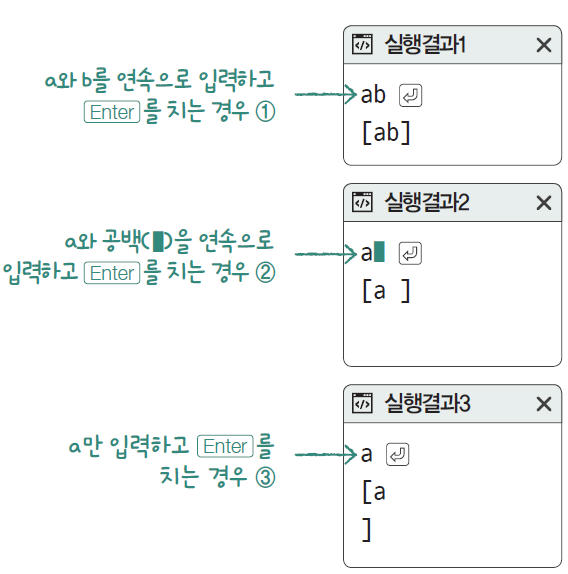 실행결과1
a와 b를 연속으로 입력하고
Enter를 치는 경우 ①
ab
[ab]
실행결과2
a와 공백( )을 연속으로
입력하고 Enter를 치는 경우 ②
a
[a ]
실행결과3
a만 입력하고 Enter를
치는 경우 ③
a
[a
]